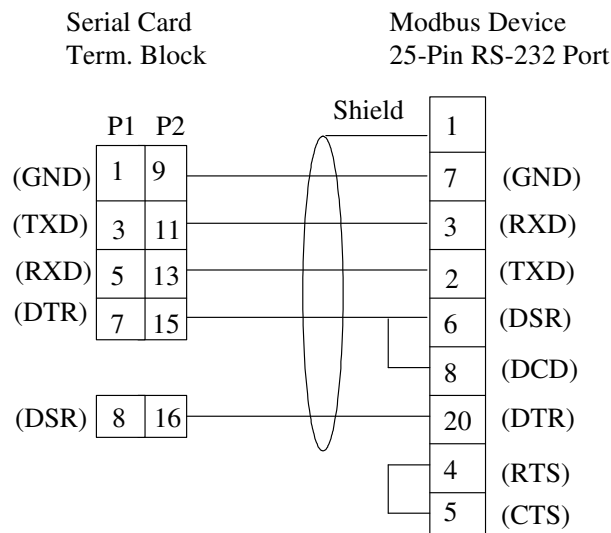 Serial Card Modbus Device
Term. Block 25-Pin RS-232 Port
Shield 1
P1 P2
(GND) 1 9 7 (GND)
(TXD) 3 11 3 (RXD)
(RXD) 5 13 2 (TXD)
(DTR) 7 15 6 (DSR)
8 (DCD)
(DSR) 8 16 20 (DTR)
4 (RTS)
5 (CTS)